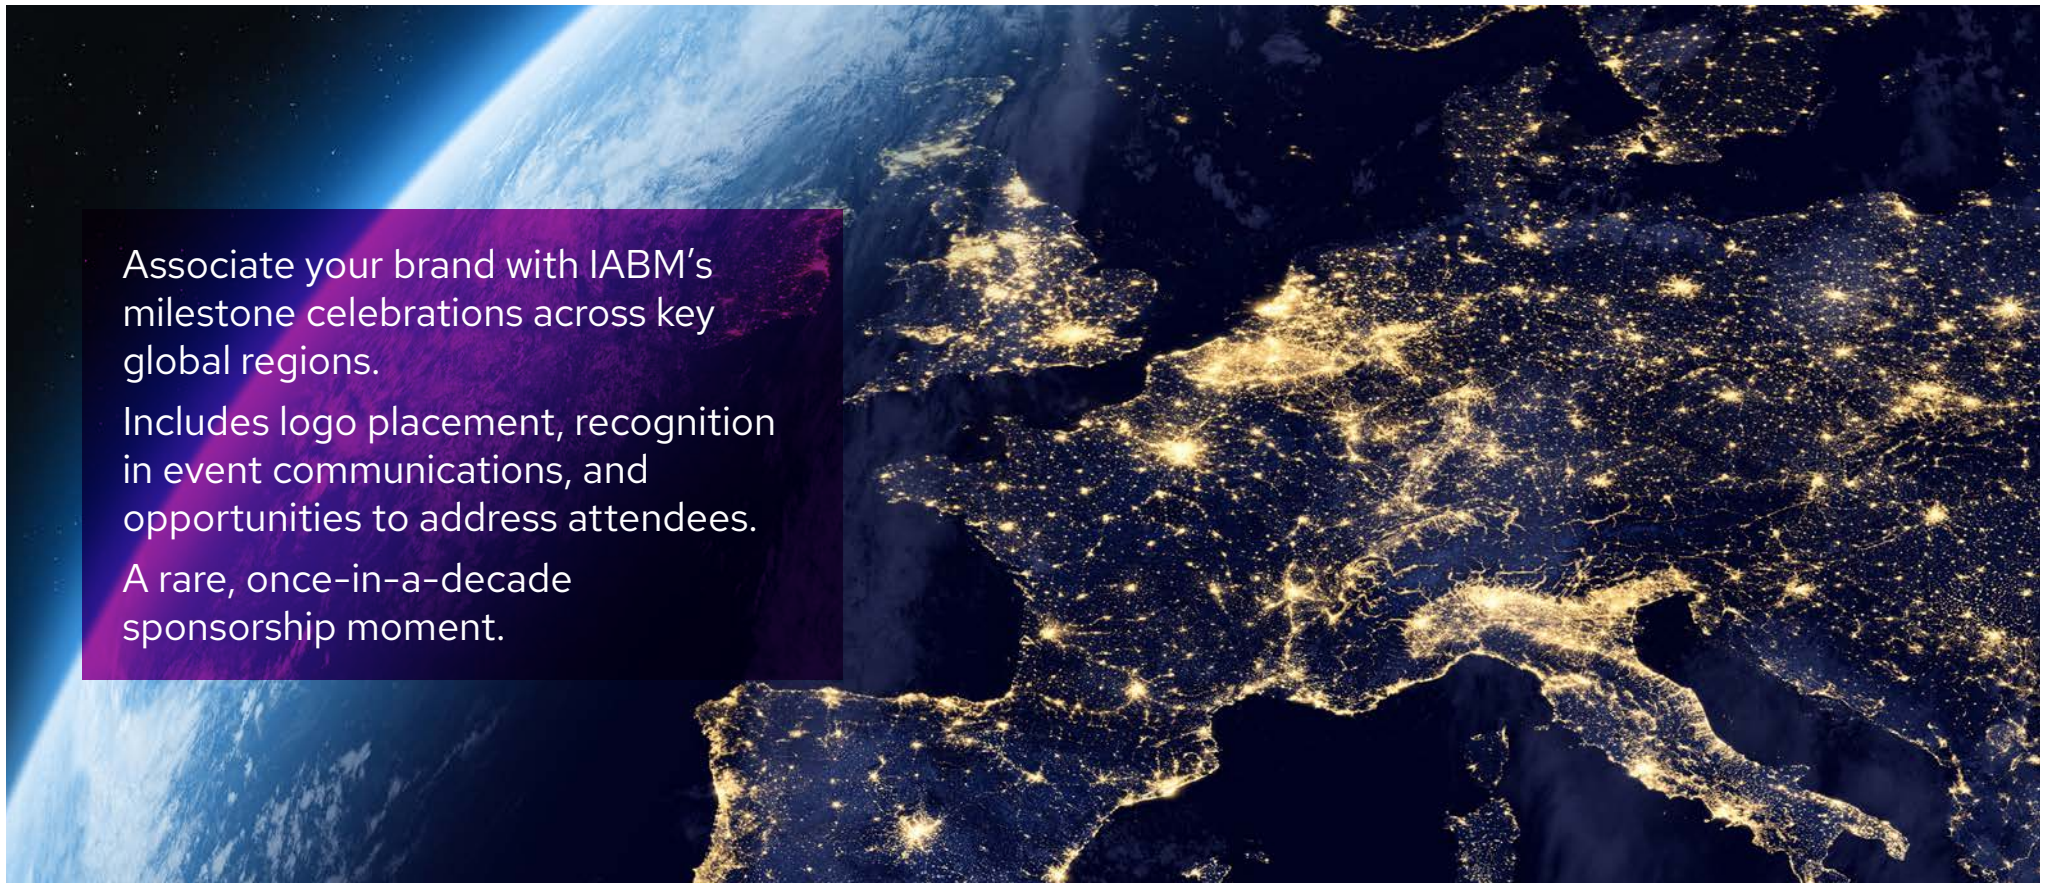 Associate your brand with IABM’s
milestone celebrations across key
global regions.
Includes logo placement, recognition
in event communications, and
opportunities to address attendees.
A rare, once-in-a-decade
sponsorship moment.